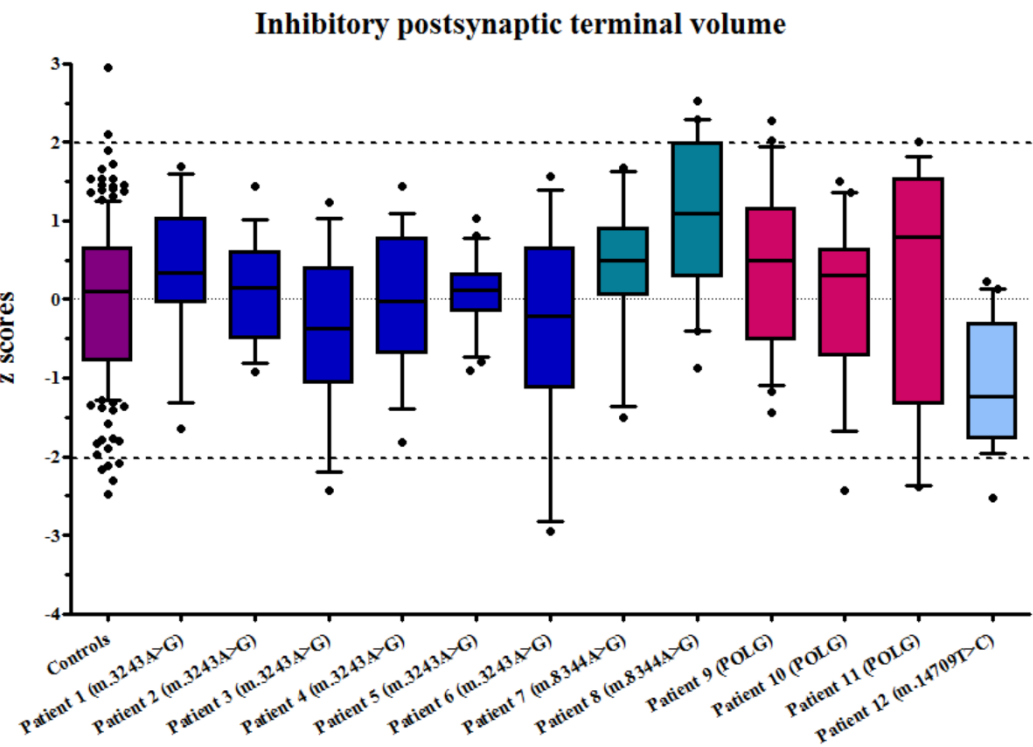 Inhibitory postsynaptic terminal volume
3
2
1
0
-1
-2
-3
-4
z scores
Controls
Patient 1 (m.3243A>G)
Patient 2 (m.3243A>G)
Patient 3 (m.3243A>G)
Patient 4 (m.3243A>G)
Patient 5 (m.3243A>G)
Patient 6 (m.3243A>G)
Patient 7 (m.8344A>G)
Patient 8 (m.8344A>G)
Patient 9 (POLG)
Patient 10 (POLG)
Patient 11 (POLG)
Patient 12 (m.14709T>C)